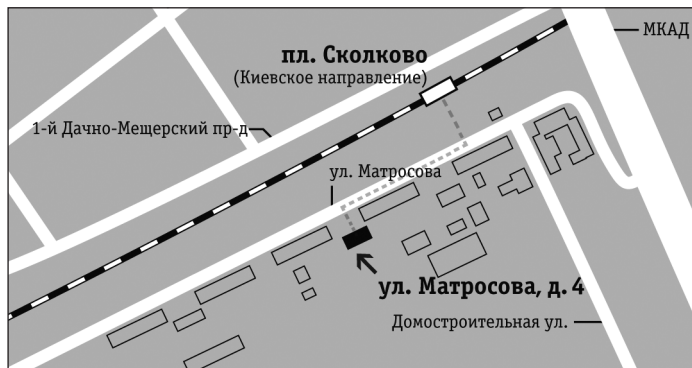 МКАД
пл. Сколково
(Киевское направление)
1-й Дачно-Мещерский пр-д
ул. Матросова
ул. Матросова, д. 4
Домостроительная ул.